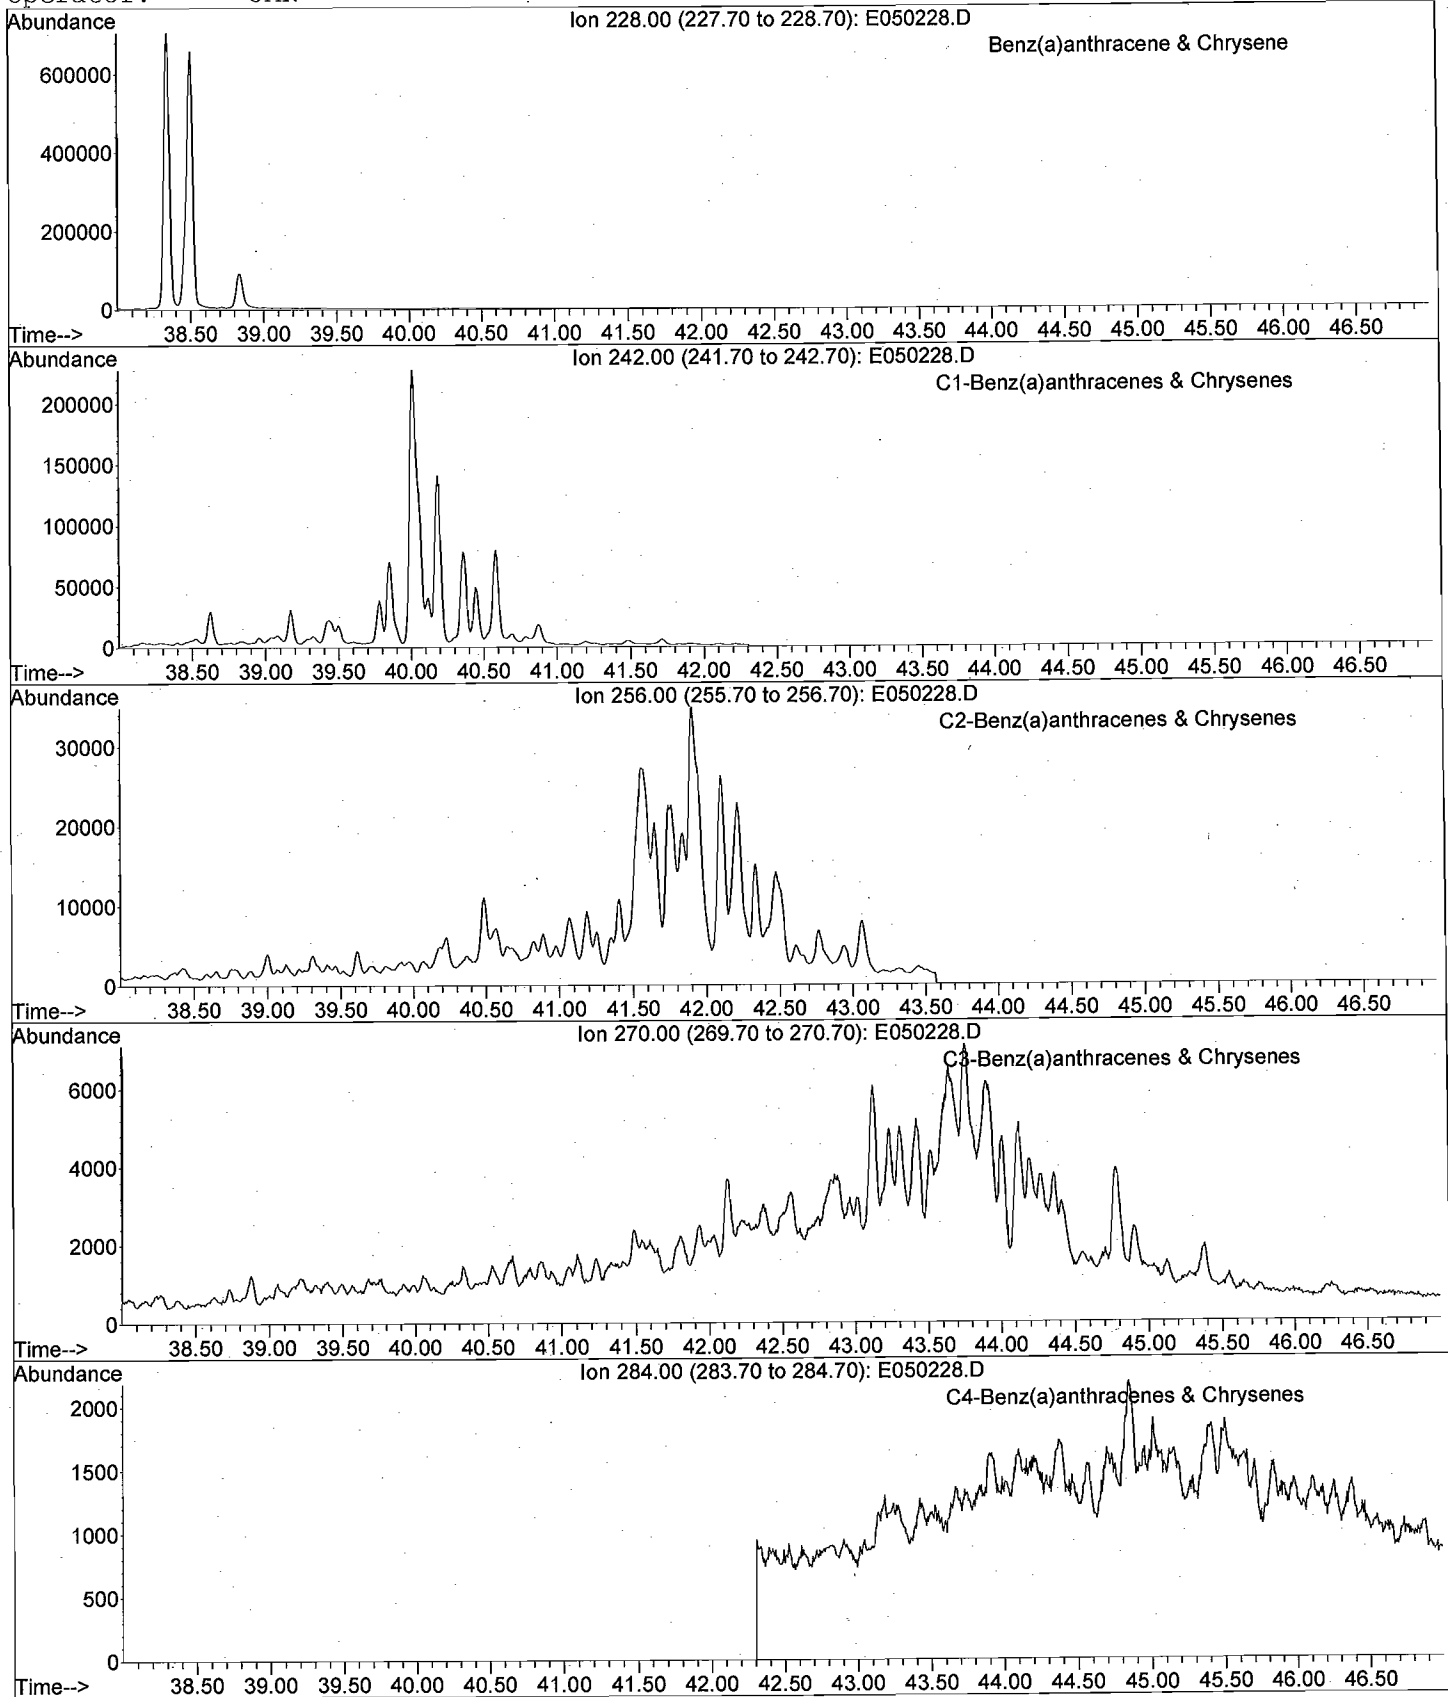 Abundance
Ion 228.00 (227.70 to 228.70): E050228.D
Benz(a)anthracene & Chrysene
600000
400000
200000
0
Time--> 38.50 39.00 39.50 40.00 40.50 41.00 41.50 42.00 42.50 43.00 43.50 44.00 44.50 45.00 45.50 46.00 46.50
Abundance
Ion 242.00 (241.70 to 242.70): E050228.D
C1-Benz(a)anthracenes & Chrysenes
200000
150000
100000
50000
0
Time--> 38.50 39.00 39.50 40.00 40.50 41.00 41.50 42.00 42.50 43.00 43.50 44.00 44.50 45.00 45.50 46.00 46.50
Abundance
Ion 256.00 (255.70 to 256.70): E050228.D
C2-Benz(a)anthracenes & Chrysenes
30000
20000
10000
0
Time--> 38.50 39.00 39.50 40.00 40.50 41.00 41.50 42.00 42.50 43.00 43.50 44.00 44.50 45.00 45.50 46.00 46.50
Abundance
Ion 270.00 (269.70 to 270.70): E050228.D
C3-Benz(a)anthracenes & Chrysenes
6000
4000
2000
0
Time--> 38.50 39.00 39.50 40.00 40.50 41.00 41.50 42.00 42.50 43.00 43.50 44.00 44.50 45.00 45.50 46.00 46.50
Abundance
Ion 284.00 (283.70 to 284.70): E050228.D
C4-Benz(a)anthracenes & Chrysenes
2000
1500
1000
500
0
Time--> 38.50 39.00 39.50 40.00 40.50 41.00 41.50 42.00 42.50 43.00 43.50 44.00 44.50 45.00 45.50 46.00 46.50